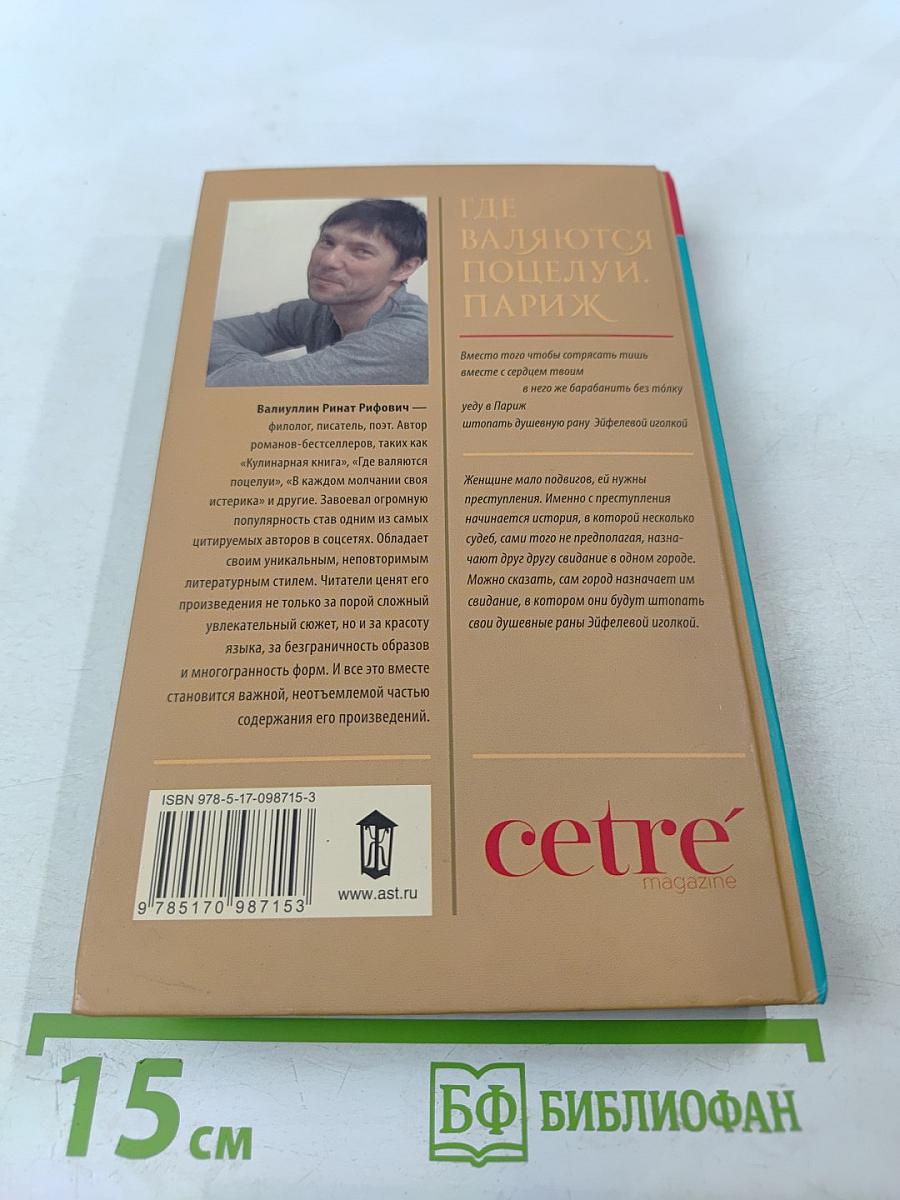 Валиуллин Ринат Рифович —
филолог, писатель, поэт. Автор
романов-бестселлеров, таких как
«Кулинарная книга», «Где валяются
поцелуи», «В каждом молчании своя
истерика» и другие. Завоевал огромную
популярность став одним из самых
цитируемых авторов в соцсетях. Обладает
своим уникальным, неповторимым
литературным стилем. Читатели ценят его
произведения не только за порой сложный
увлекательный сюжет, но и за красоту
языка, за безграничность образов
и многогранность форм. И все это вместе
становится важной, неотъемлемой частью
содержания его произведений.
ISBN 978-5-17-098715-3
9 785170 987153
www.ast.ru
ГДЕ
ВАЛЯЮТСЯ
ПОЦЕЛУИ.
ПАРИЖ
Вместо того чтобы сотрясать тишь
вместе с сердцем твоим
в него же барабанить без то́лку
уеду в Париж
штопать душевную рану Эйфелевой иголкой
Женщине мало подвигов, ей нужны
преступления. Именно с преступления
начинается история, в которой несколько
судеб, сами того не предполагая, назна-
чают друг другу свидание в одном городе.
Можно сказать, сам город назначает им
свидание, в котором они будут штопать
свои душевные раны Эйфелевой иголкой.
cetré
magazine
15 см
БФ БИБЛИОФАН